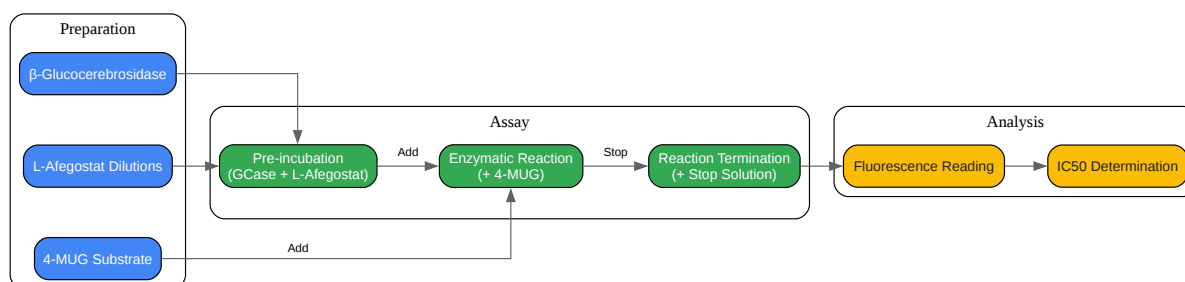 Preparation
β-Glucocerebrosidase
L-Afegostat Dilutions
4-MUG Substrate
Assay
Pre-incubation
(GCase + L-Afegostat)
Add
Enzymatic Reaction
(+ 4-MUG)
Stop
Reaction Termination
(+ Stop Solution)
Add
Analysis
Fluorescence Reading
IC50 Determination